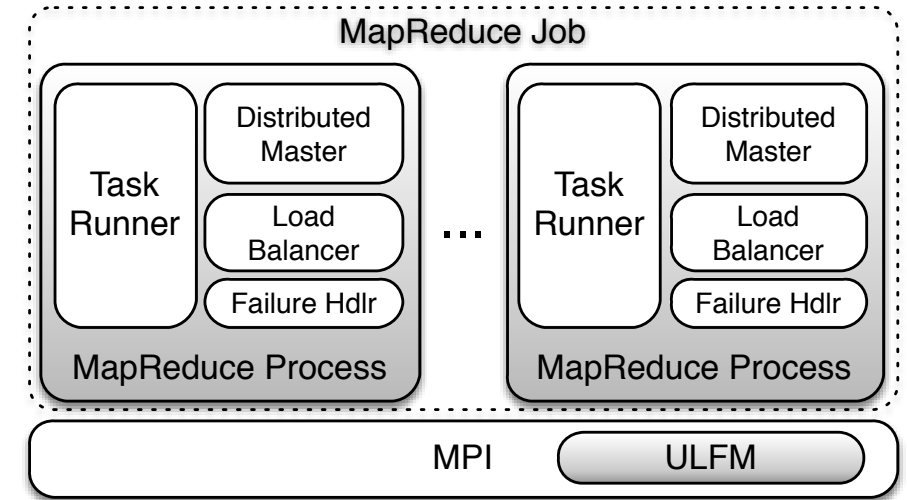 MapReduce Job
Task
Runner
Distributed
Master
Load
Balancer
Failure Hdlr
MapReduce Process
...
Task
Runner
Distributed
Master
Load
Balancer
Failure Hdlr
MapReduce Process
MPI
ULFM